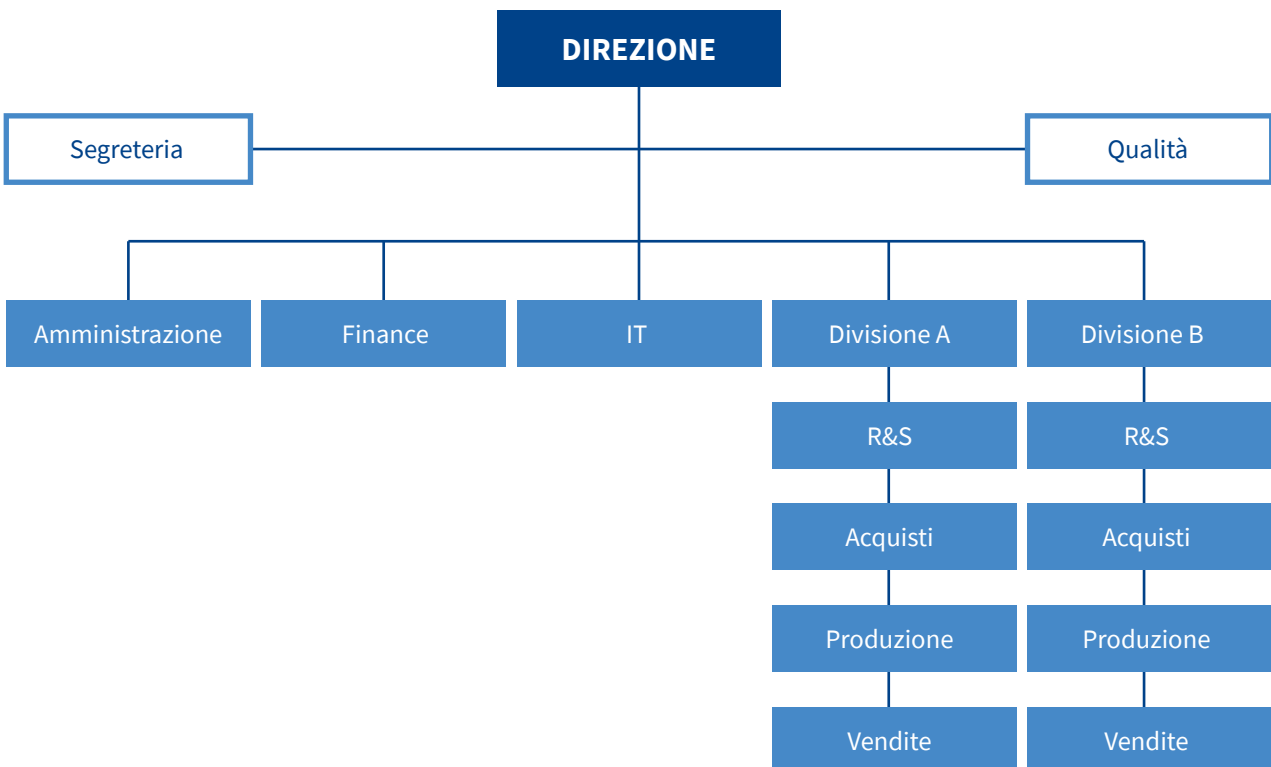 DIREZIONE
Segreteria
Qualità
Amministrazione
Finance
IT
Divisione A
Divisione B
R&S
R&S
Acquisti
Acquisti
Produzione
Produzione
Vendite
Vendite